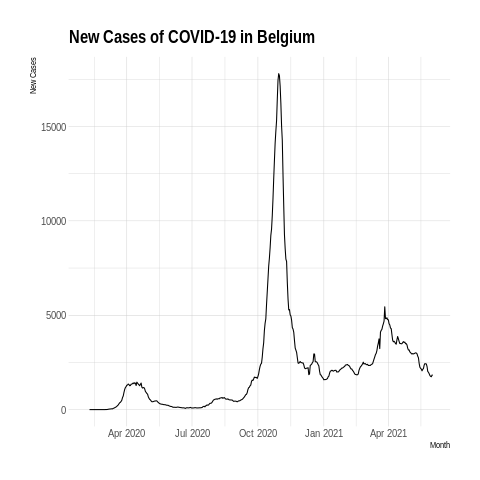 New Cases of COVID-19 in Belgium
New Cases
15000
10000
5000
0
Apr 2020 Jul 2020 Oct 2020 Jan 2021 Apr 2021
Month